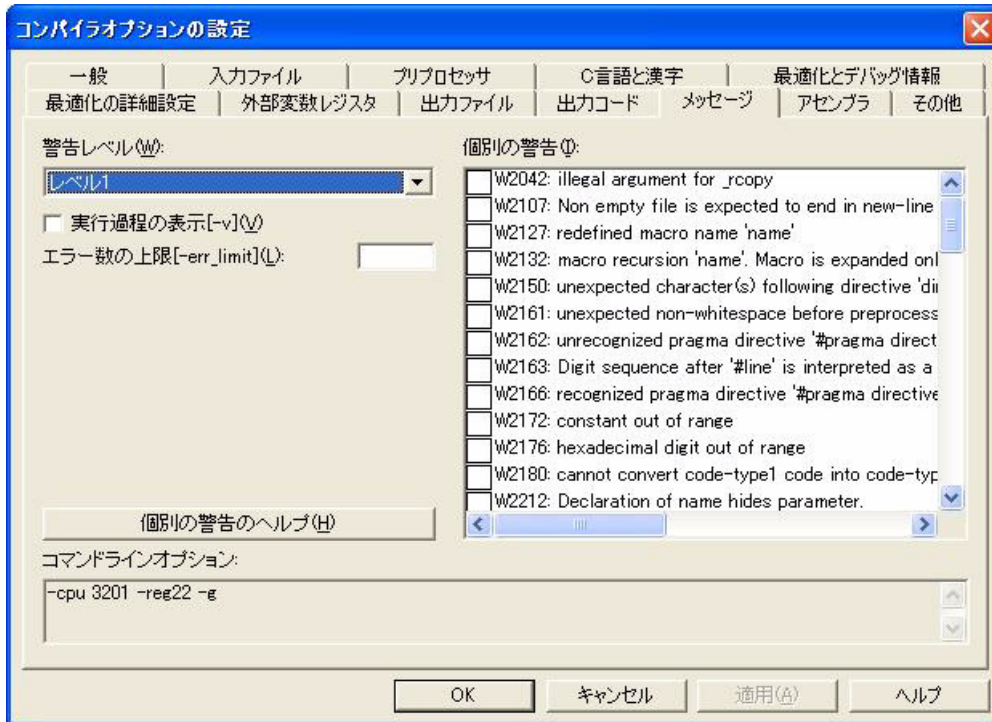 コンパイラオプションの設定
一般 入力ファイル プリプロセッサ C言語と漢字 最適化とデバッグ情報
最適化の詳細設定 外部変数レジスタ 出力ファイル 出力コード メッセージ アセンブラ その他
警告レベル(W):
レベル1
実行過程の表示[-v](V)
エラー数の上限[-err_limit](L):
個別の警告(I):
W2042: illegal argument for _rcopy
W2107: Non empty file is expected to end in new-line
W2127: redefined macro name 'name'
W2132: macro recursion 'name'. Macro is expanded onl
W2150: unexpected character(s) following directive 'di
W2161: unexpected non-whitespace before preprocess
W2162: unrecognized pragma directive '#pragma direct
W2163: Digit sequence after '#line' is interpreted as a
W2166: recognized pragma directive '#pragma directive
W2172: constant out of range
W2176: hexadecimal digit out of range
W2180: cannot convert code-type1 code into code-typ
W2212: Declaration of name hides parameter.
個別の警告のヘルプ(H)
コマンドラインオプション:
-cpu 3201 -reg22 -g
OK キャンセル 適用(A) ヘルプ